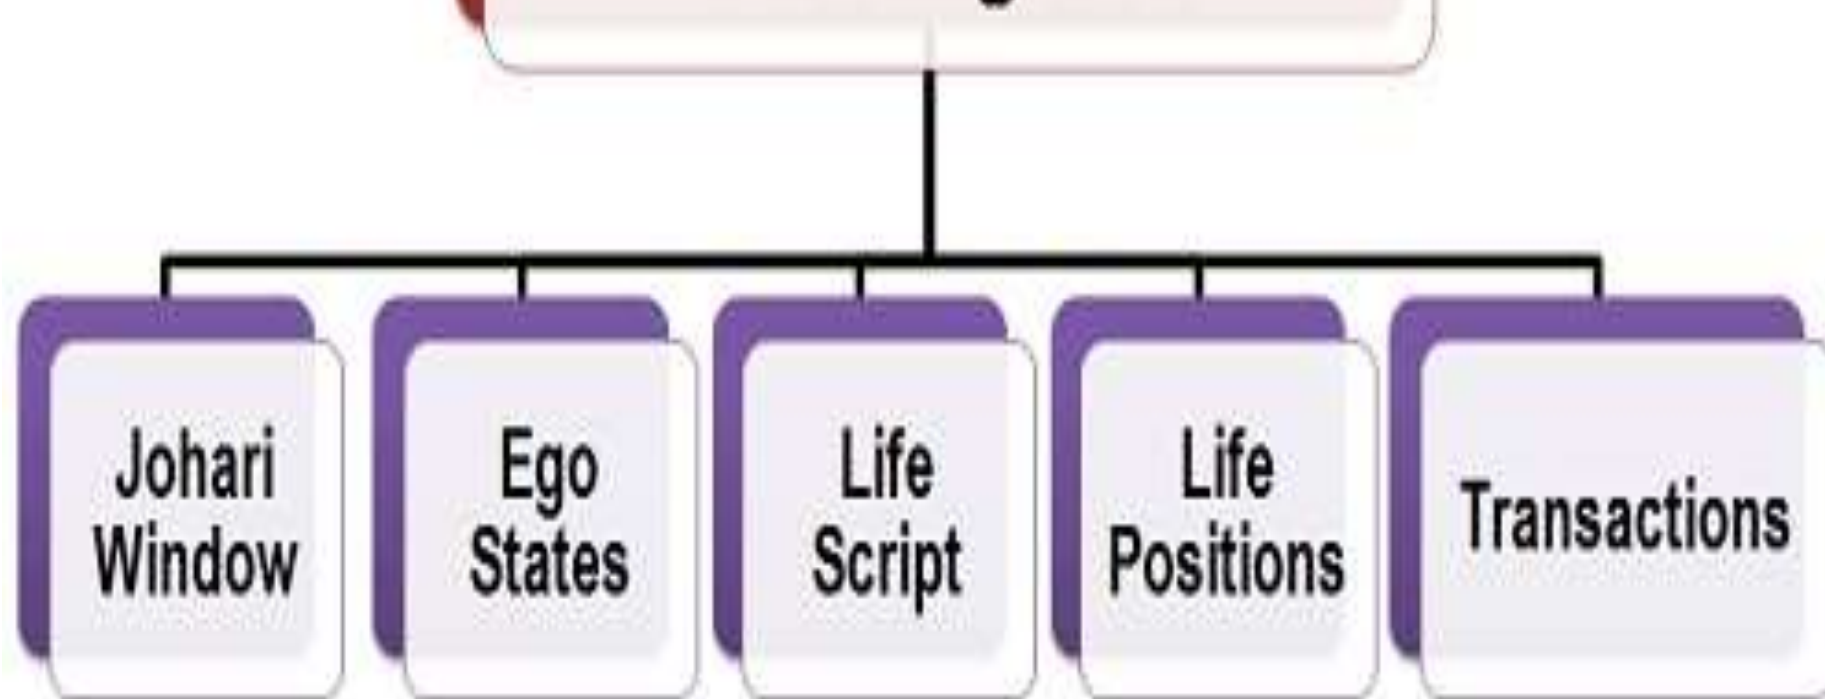 Johari
Window
Ego
States
Life
Script
Life
Positions
Transactions